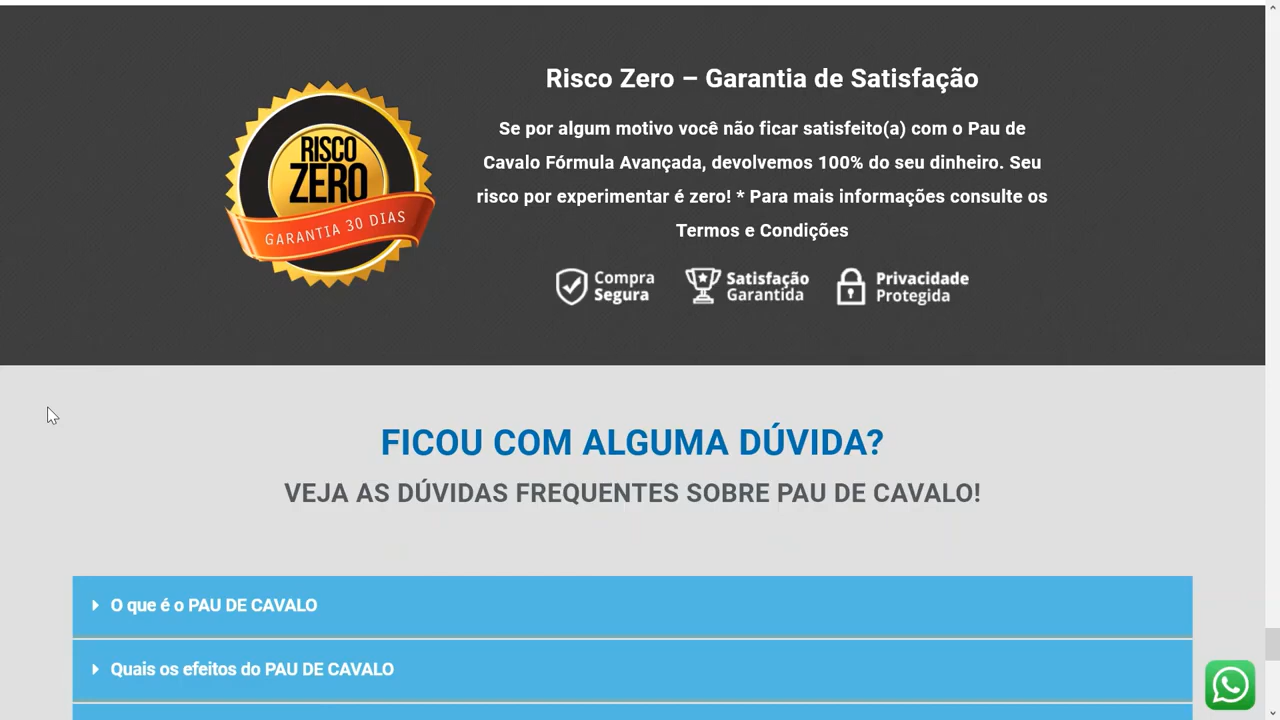 RISCO
ZERO
GARANTIA 30 DIAS
Risco Zero – Garantia de Satisfação
Se por algum motivo você não ficar satisfeito(a) com o Pau de
Cavalo Fórmula Avançada, devolvemos 100% do seu dinheiro. Seu
risco por experimentar é zero! * Para mais informações consulte os
Termos e Condições
Compra
Segura
Satisfação
Garantida
Privacidade
Protegida
FICOU COM ALGUMA DÚVIDA?
VEJA AS DÚVIDAS FREQUENTES SOBRE PAU DE CAVALO!
O que é o PAU DE CAVALO
Quais os efeitos do PAU DE CAVALO